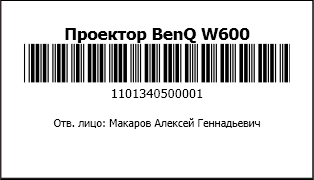 Проектор BenQ W600
1101340500001
Отв. лицо: Макаров Алексей Геннадьевич